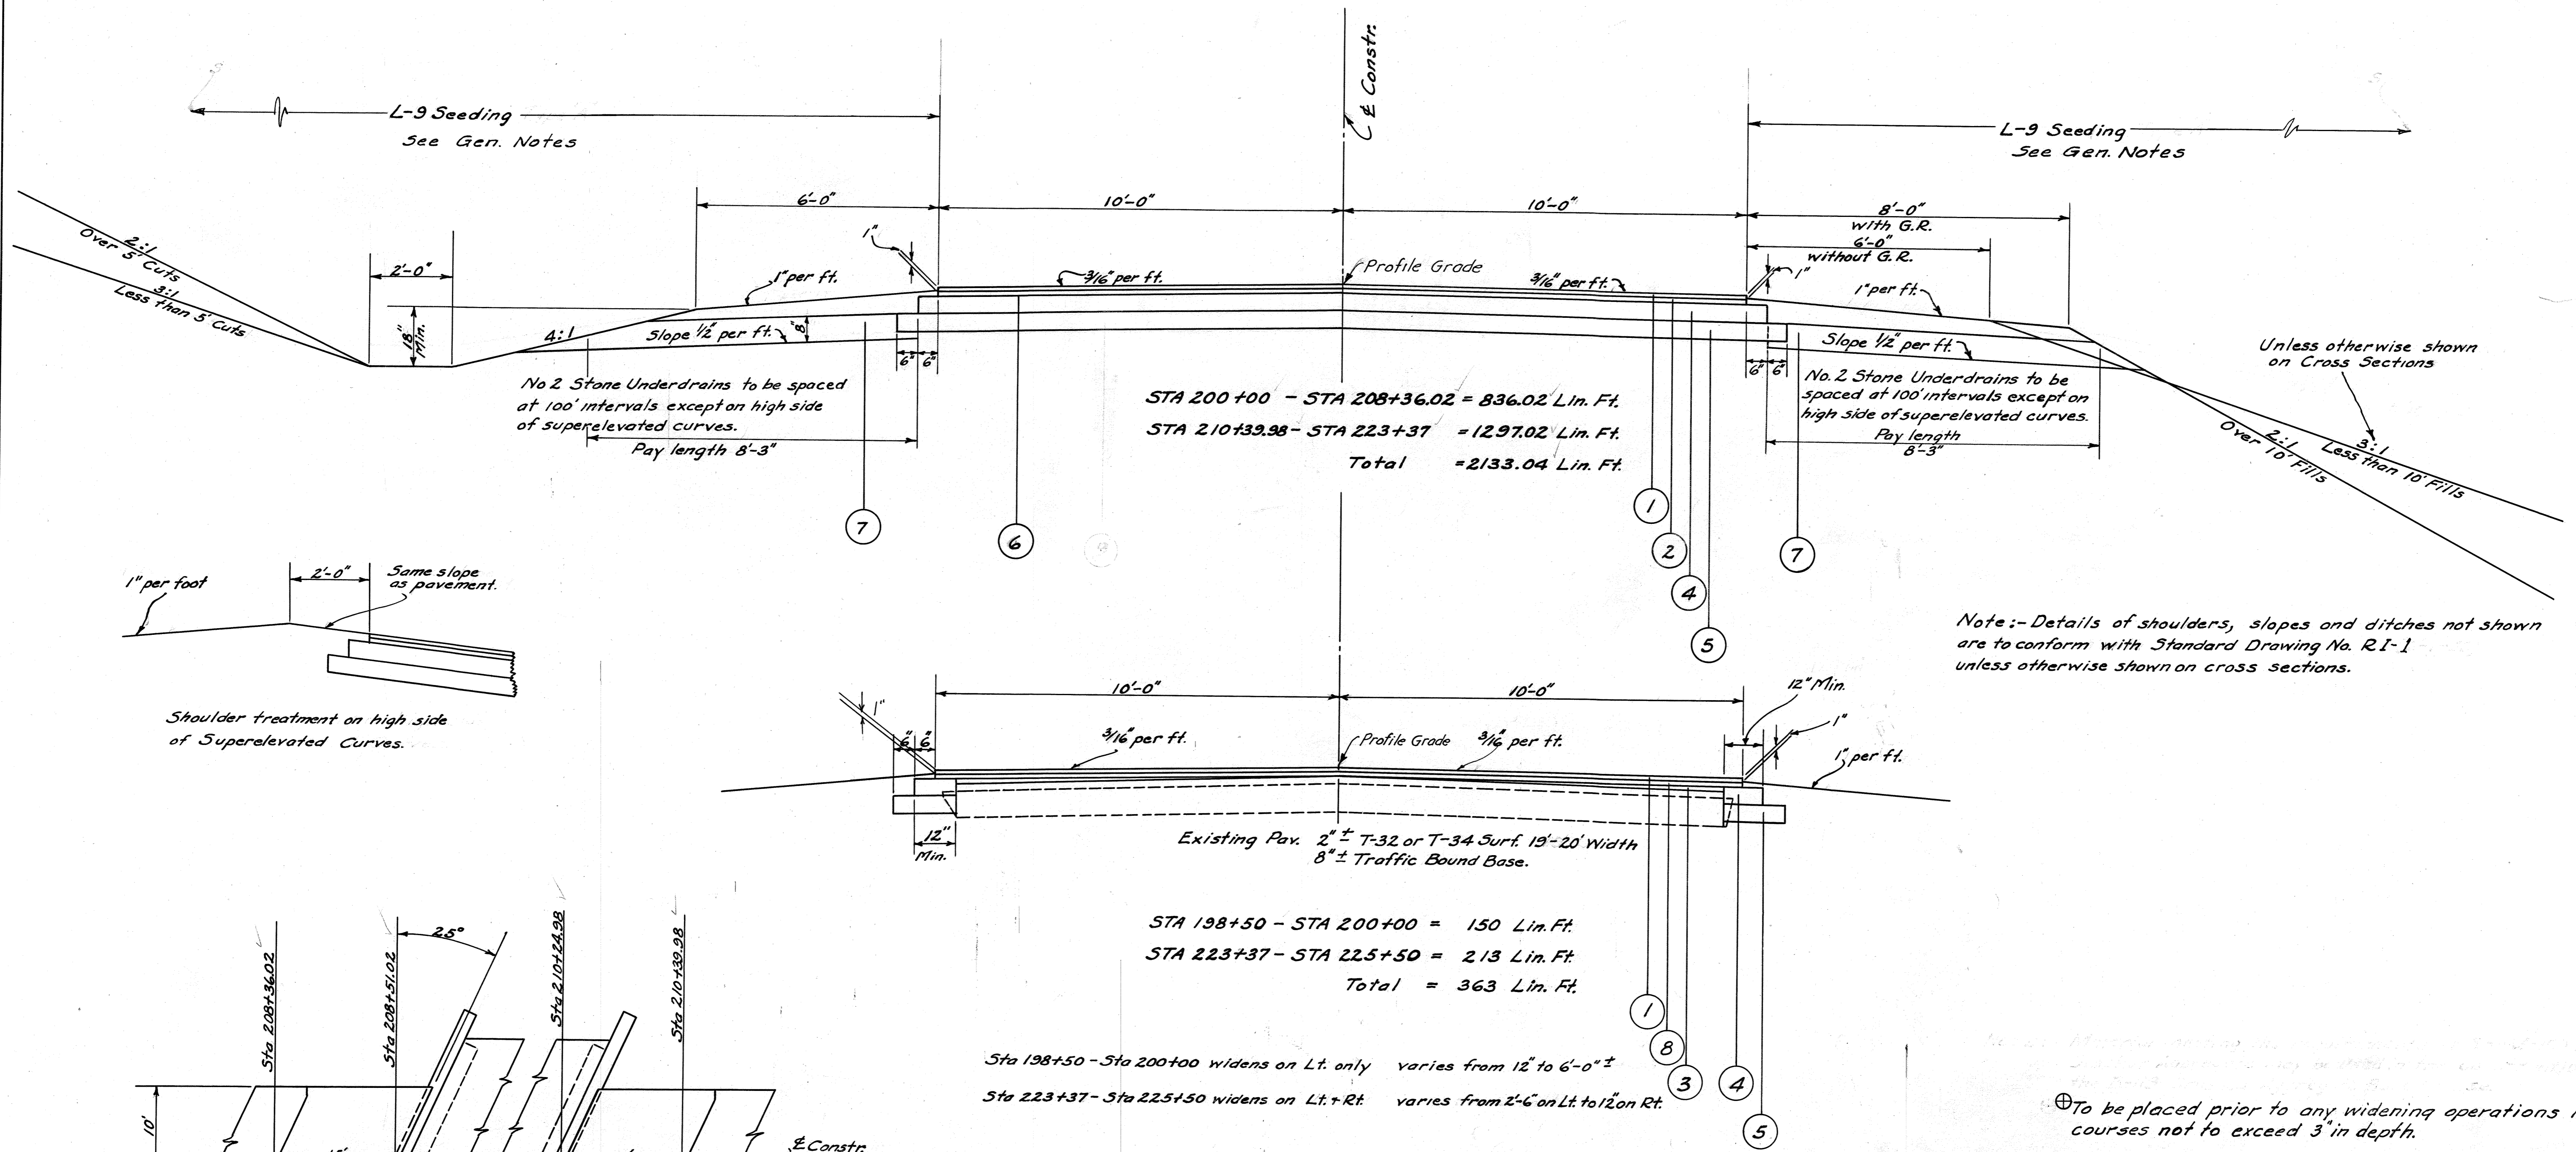 ℄ Constr.
L-9 Seeding
See Gen. Notes
L-9 Seeding
See Gen. Notes
6'-0"
10'-0"
10'-0"
8'-0"
with G.R.
6'-0"
without G.R.
2:1
Over 5' Cuts
3:1
Less than 5' Cuts
2'-0"
18"
Min.
1"
1" per ft.
3/16" per ft.
Profile Grade
3/16" per ft.
1"
1" per ft.
4:1
Slope 1/2" per ft.
8"
6"
6"
6"
6"
Slope 1/2" per ft.
Unless otherwise shown
on Cross Sections
No 2 Stone Underdrains to be spaced
at 100' intervals except on high side
of superelevated curves.
Pay length 8'-3"
STA 200+00 - STA 208+36.02 = 836.02 Lin. Ft.
STA 210+39.98 - STA 223+37 = 1297.02 Lin. Ft.
Total = 2133.04 Lin. Ft.
No. 2 Stone Underdrains to be
spaced at 100' intervals except on
high side of superelevated curves.
Pay length
8'-3"
2:1
Over 10' Fills
3:1
Less than 10' Fills
7
6
1
2
4
5
7
1" per foot
2'-0"
Same slope
as pavement.
Shoulder treatment on high side
of Superelevated Curves.
Note:- Details of shoulders, slopes and ditches not shown
are to conform with Standard Drawing No. R.I-1
unless otherwise shown on cross sections.
10'-0"
10'-0"
12" Min.
1"
6"
6"
3/16" per ft.
Profile Grade
3/16" per ft.
1"
1" per ft.
12"
Min.
Existing Pav. 2" ± T-32 or T-34 Surf. 19'-20' Width
8" ± Traffic Bound Base.
STA 198+50 - STA 200+00 = 150 Lin. Ft.
STA 223+37 - STA 225+50 = 213 Lin. Ft.
Total = 363 Lin. Ft.
1
8
3
4
5
Sta 198+50 - Sta 200+00 widens on Lt. only varies from 12" to 6'-0" ±
Sta 223+37 - Sta 225+50 widens on Lt. + Rt. varies from 2'-6" on Lt. to 12" on Rt.
Sta 208+36.02
Sta 208+51.02
25°
Sta 210+24.98
Sta 210+39.98
10'
℄ Constr.
⊕To be placed prior to any widening operations
courses not to exceed 3" in depth.